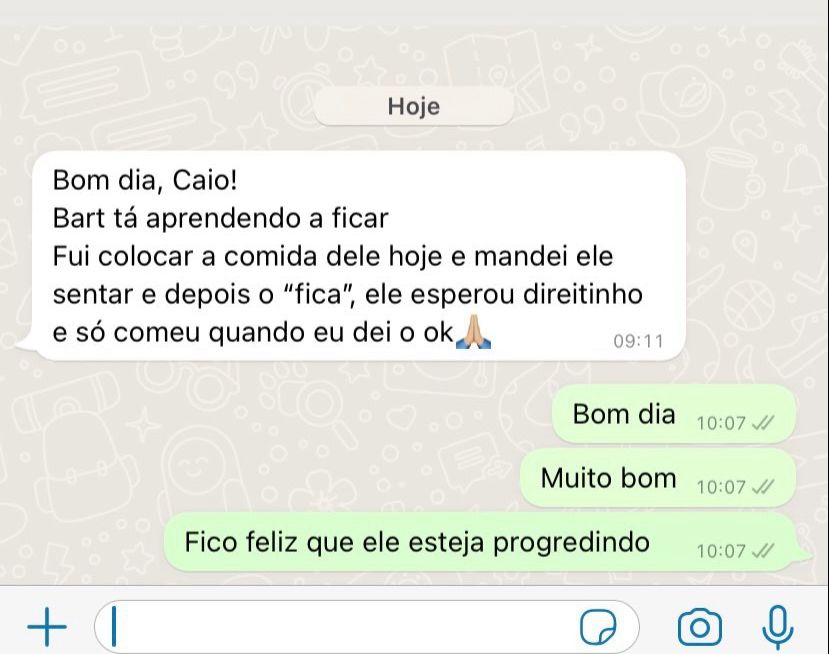 Hoje
Bom dia, Caio!
Bart tá aprendendo a ficar
Fui colocar a comida dele hoje e mandei ele
sentar e depois o “fica”, ele esperou direitinho
e só comeu quando eu dei o ok🙏🏼
09:11
Bom dia 10:07
Muito bom 10:07
Fico feliz que ele esteja progredindo 10:07